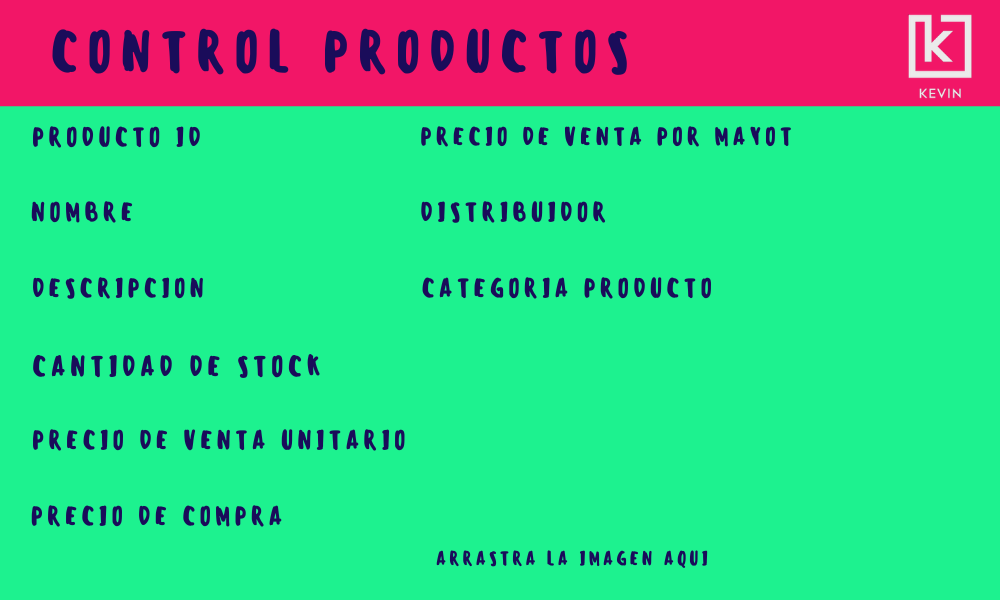 CONTROL PRODUCTOS
K
KEVIN
PRODUCTO ID
PRECIO DE VENTA POR MAYOT
NOMBRE
DISTRIBUIDOR
DESCRIPCION
CATEGORIA PRODUCTO
CANTIDAD DE STOCK
PRECIO DE VENTA UNITARIO
PRECIO DE COMPRA
ARRASTRA LA IMAGEN AQUI